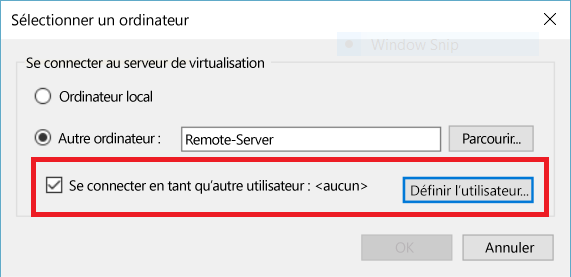 Sélectionner un ordinateur
Window Snip
Se connecter au serveur de virtualisation
Ordinateur local
Autre ordinateur : Remote-Server Parcourir...
Se connecter en tant qu'autre utilisateur : <aucun> Définir l'utilisateur...
OK Annuler